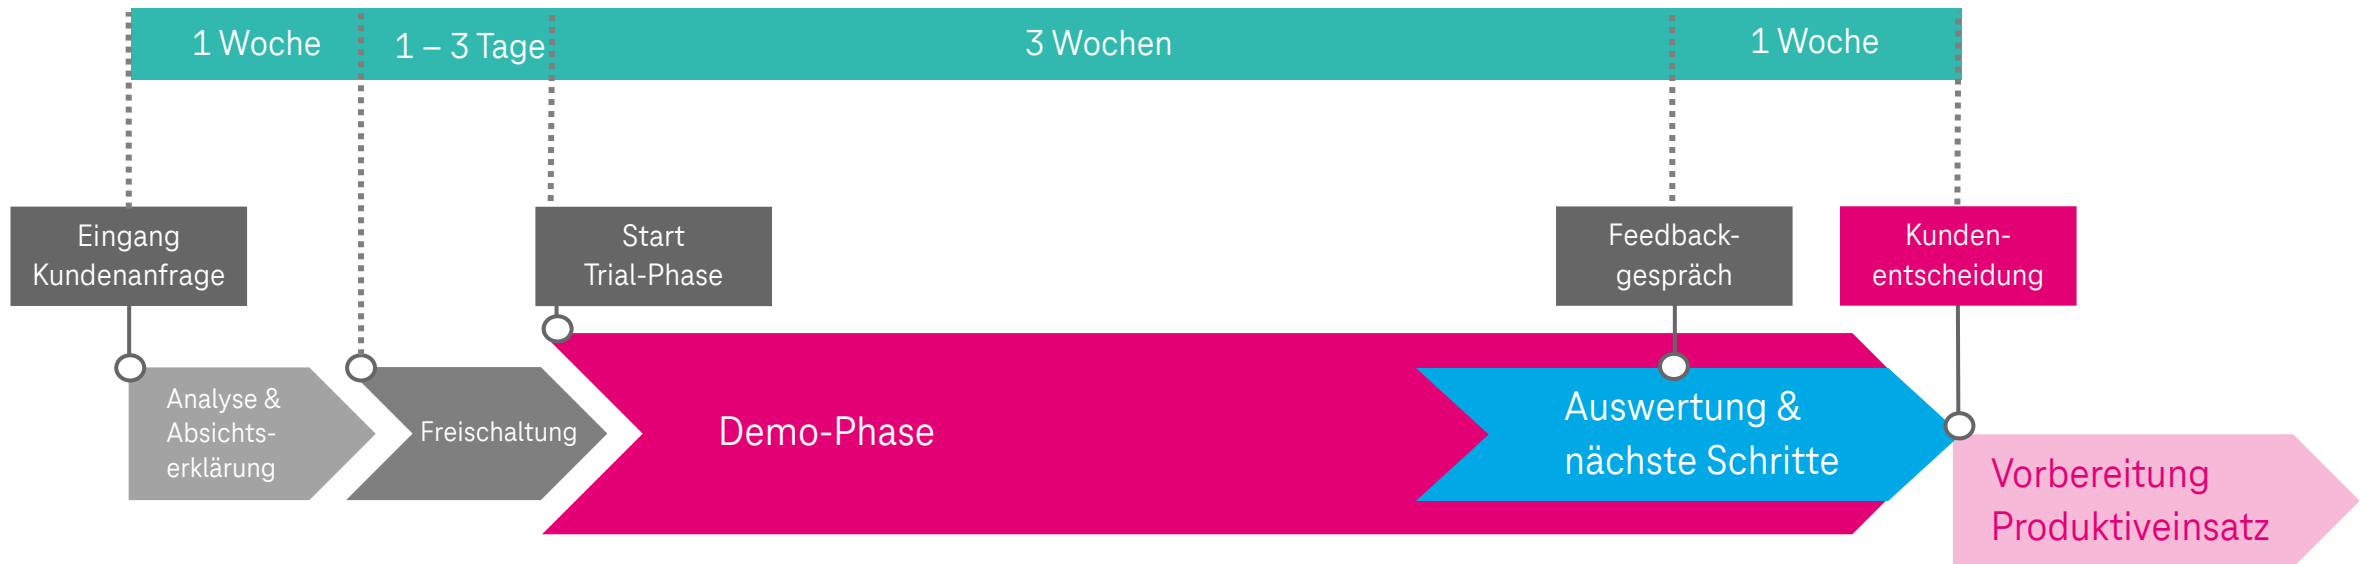 1 Woche
1 – 3 Tage
3 Wochen
1 Woche
Eingang
Kundenanfrage
Start
Trial-Phase
Feedback-
gespräch
Kunden-
entscheidung
Analyse &
Absichts-
erklärung
Freischaltung
Demo-Phase
Auswertung &
nächste Schritte
Vorbereitung
Produktiveinsatz